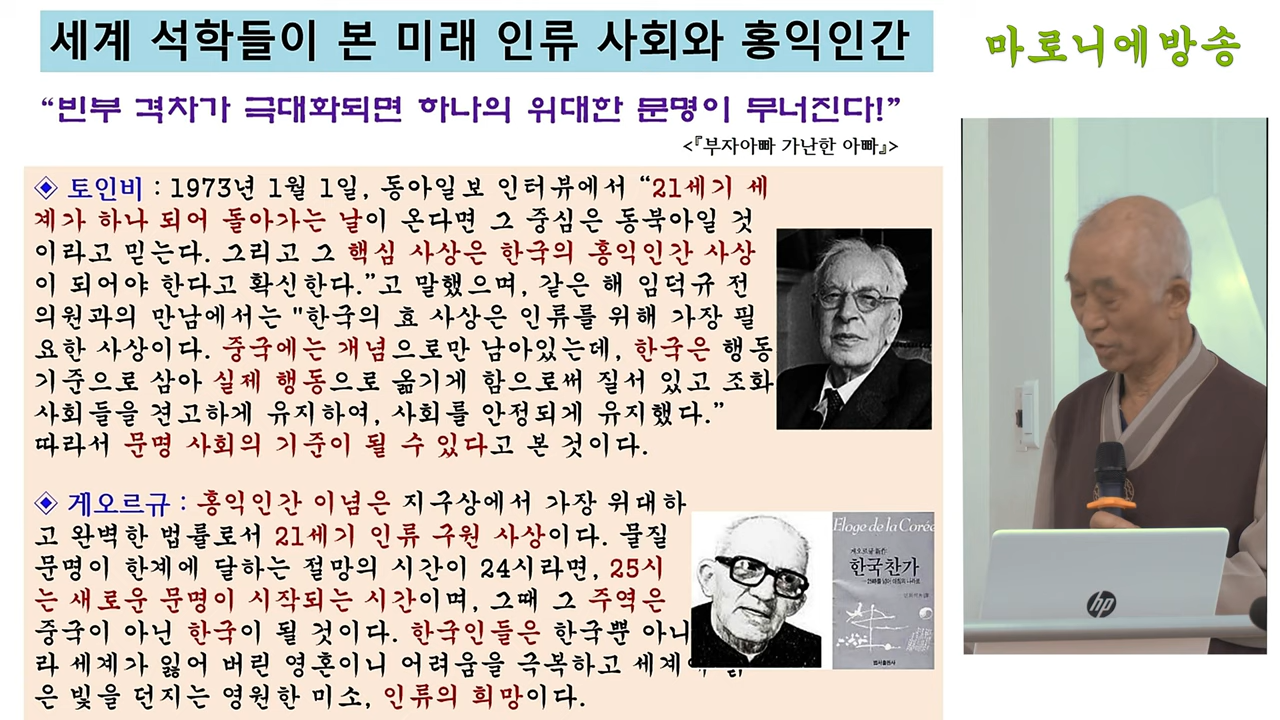 세계 석학들이 본 미래 인류 사회와 홍익인간
마로니에방송
“빈부 격차가 극대화되면 하나의 위대한 문명이 무너진다!”
<『부자아빠 가난한 아빠』>
◈ 토인비 : 1973년 1월 1일, 동아일보 인터뷰에서 “21세기 세
계가 하나 되어 돌아가는 날이 온다면 그 중심은 동북아일 것
이라고 믿는다. 그리고 그 핵심 사상은 한국의 홍익인간 사상
이 되어야 한다고 확신한다.”고 말했으며, 같은 해 임덕규 전
의원과의 만남에서는 "한국의 효 사상은 인류를 위해 가장 필
요한 사상이다. 중국에는 개념으로만 남아있는데, 한국은 행동
기준으로 삼아 실제 행동으로 옮기게 함으로써 질서 있고 조화
사회들을 견고하게 유지하여, 사회를 안정되게 유지했다.”
따라서 문명 사회의 기준이 될 수 있다고 본 것이다.
◈ 게오르규 : 홍익인간 이념은 지구상에서 가장 위대하
고 완벽한 법률로서 21세기 인류 구원 사상이다. 물질
문명이 한계에 달하는 절망의 시간이 24시라면, 25시
는 새로운 문명이 시작되는 시간이며, 그때 그 주역은
중국이 아닌 한국이 될 것이다. 한국인들은 한국뿐 아니
라 세계가 잃어 버린 영혼이니 어려움을 극복하고 세계
은 빛을 던지는 영원한 미소, 인류의 희망이다.
Eloge de la Corée
게오르규
한국찬가
hp